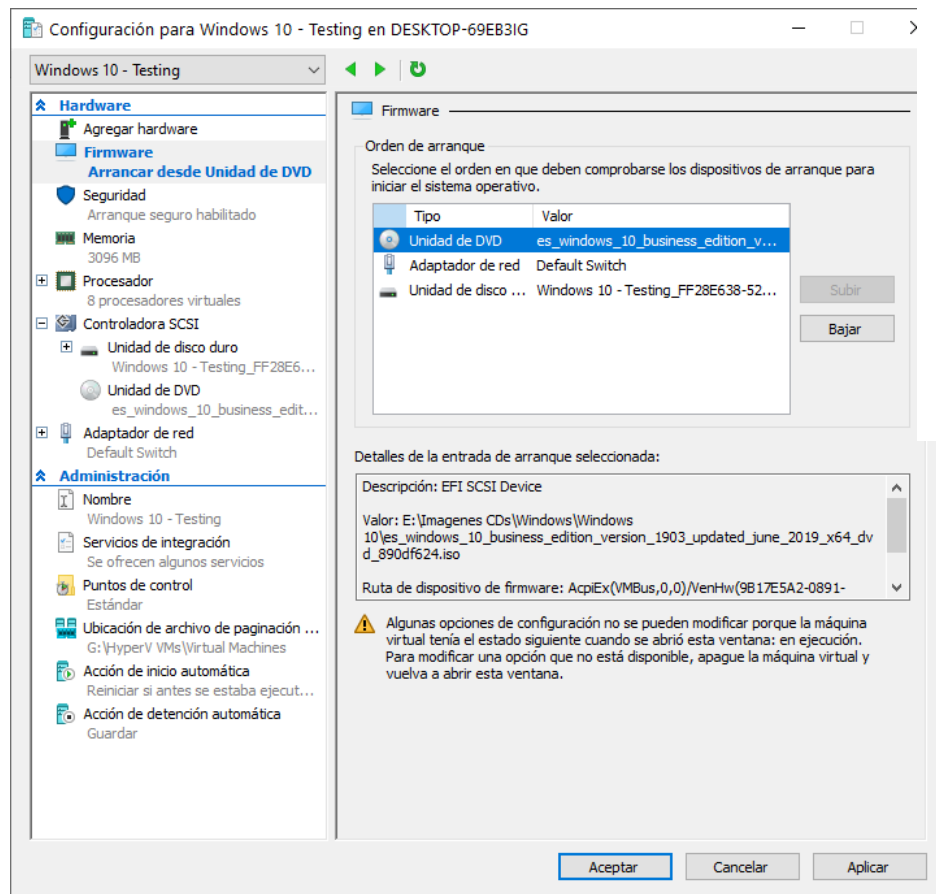 Configuración para Windows 10 - Testing en DESKTOP-69EB3IG
Windows 10 - Testing
Hardware
Agregar hardware
Firmware
Arrancar desde Unidad de DVD
Seguridad
Arranque seguro habilitado
Memoria
3096 MB
Procesador
8 procesadores virtuales
Controladora SCSI
Unidad de disco duro
Windows 10 - Testing_FF28E6...
Unidad de DVD
es_windows_10_business_edit...
Adaptador de red
Default Switch
Administración
Nombre
Windows 10 - Testing
Servicios de integración
Se ofrecen algunos servicios
Puntos de control
Estándar
Ubicación de archivo de paginación ...
G:\HyperV VMs\Virtual Machines
Acción de inicio automática
Reiniciar si antes se estaba ejecut...
Acción de detención automática
Guardar
Firmware
Orden de arranque
Seleccione el orden en que deben comprobarse los dispositivos de arranque para
iniciar el sistema operativo.
Tipo Valor
Unidad de DVD es_windows_10_business_edition_v...
Adaptador de red Default Switch
Unidad de disco ... Windows 10 - Testing_FF28E638-52...
Subir
Bajar
Detalles de la entrada de arranque seleccionada:
Descripción: EFI SCSI Device
Valor: E:\Imagenes CDs\Windows\Windows
10\es_windows_10_business_edition_version_1903_updated_june_2019_x64_dv
d_890df624.iso
Ruta de dispositivo de firmware: AcpiEx(VMBus,0,0)/VenHw(9B17E5A2-0891-
Algunas opciones de configuración no se pueden modificar porque la máquina
virtual tenía el estado siguiente cuando se abrió esta ventana: en ejecución.
Para modificar una opción que no está disponible, apague la máquina virtual y
vuelva a abrir esta ventana.
Aceptar Cancelar Aplicar